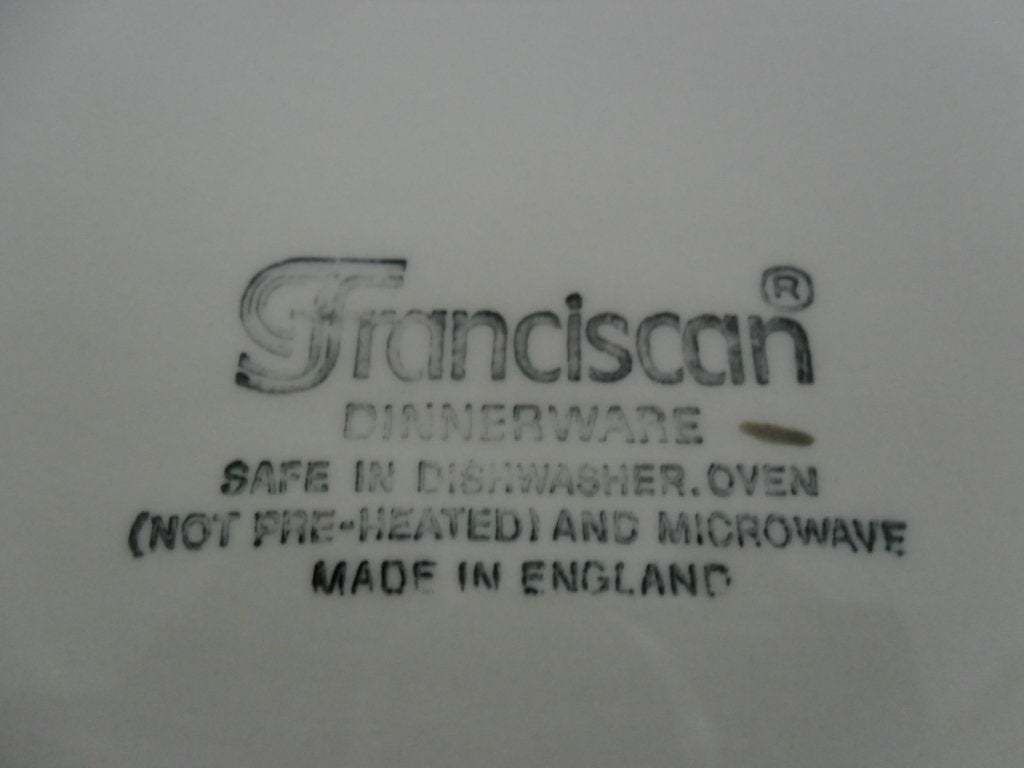 Franciscan ®
DINNERWARE
SAFE IN DISHWASHER. OVEN
(NOT PRE-HEATED) AND MICROWAVE
MADE IN ENGLAND